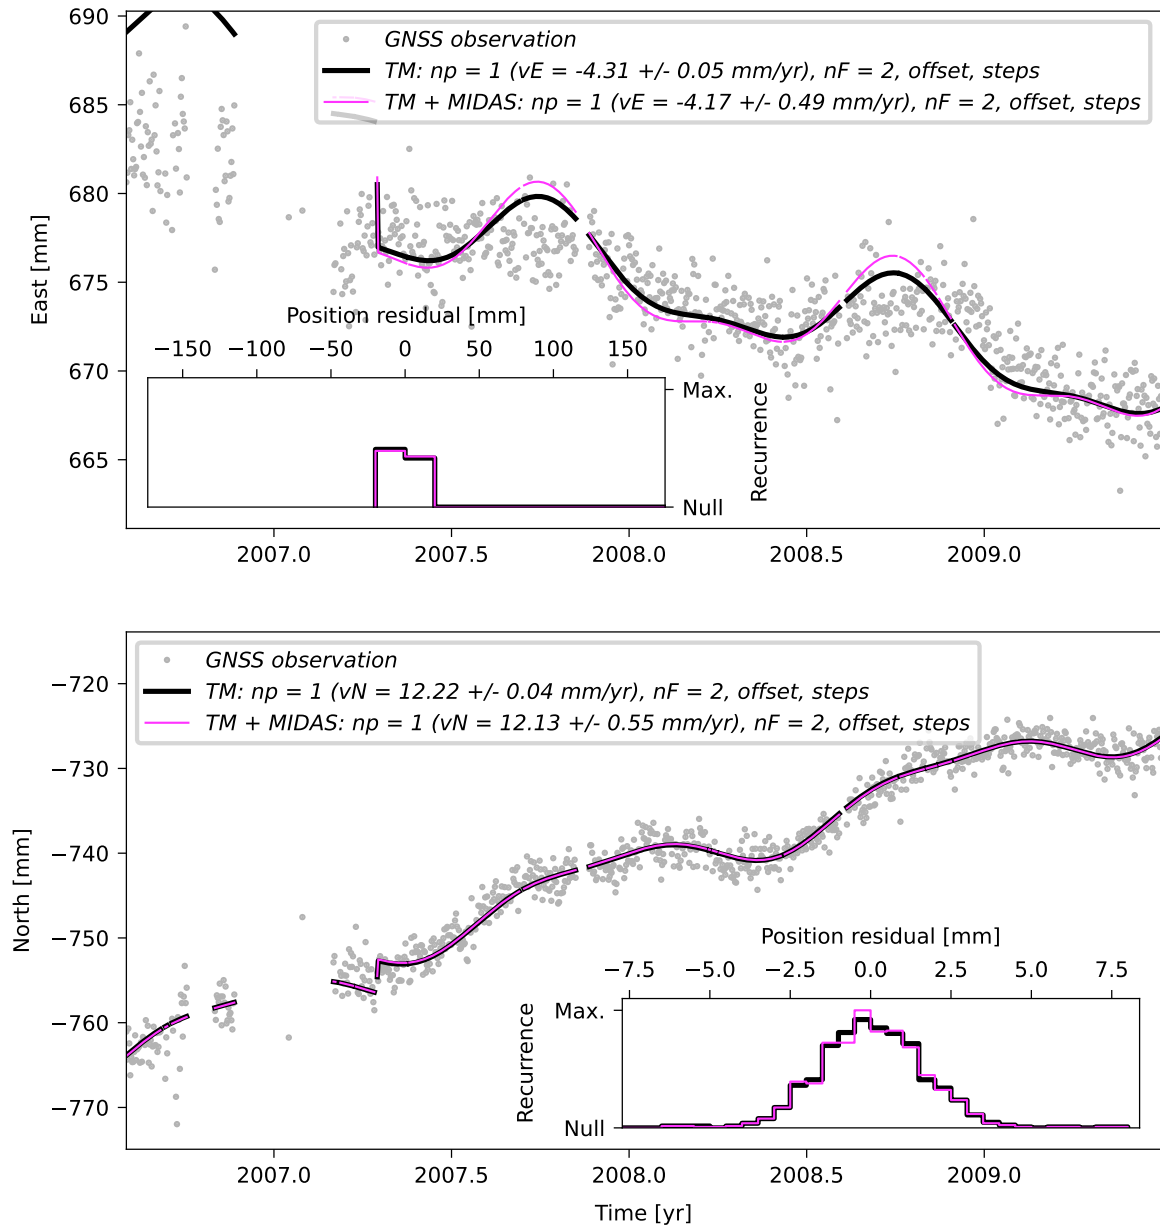 690
685
680
675
670
665
East [mm]
GNSS observation
TM: np = 1 (vE = -4.31 +/- 0.05 mm/yr), nF = 2, offset, steps
TM + MIDAS: np = 1 (vE = -4.17 +/- 0.49 mm/yr), nF = 2, offset, steps
Position residual [mm]
−150 −100 −50 0 50 100 150
Max.
Null
Recurrence
2007.0 2007.5 2008.0 2008.5 2009.0
−720
−730
−740
−750
−760
−770
North [mm]
GNSS observation
TM: np = 1 (vN = 12.22 +/- 0.04 mm/yr), nF = 2, offset, steps
TM + MIDAS: np = 1 (vN = 12.13 +/- 0.55 mm/yr), nF = 2, offset, steps
Position residual [mm]
−7.5 −5.0 −2.5 0.0 2.5 5.0 7.5
Max.
Null
Recurrence
2007.0 2007.5 2008.0 2008.5 2009.0
Time [yr]